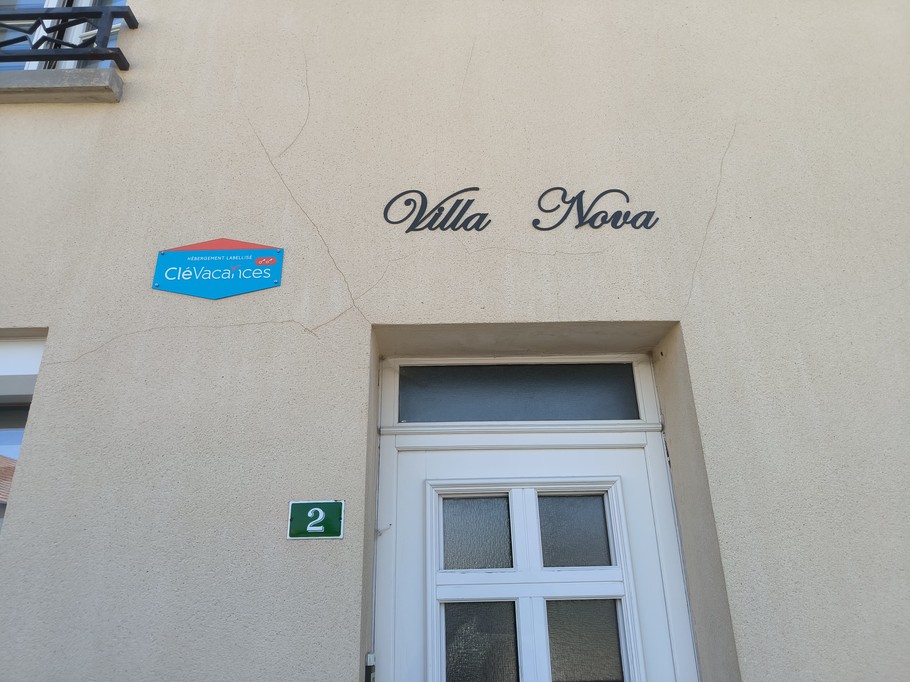 Villa Nova
HÉBERGEMENT LABELLISÉ
CléVacances
2